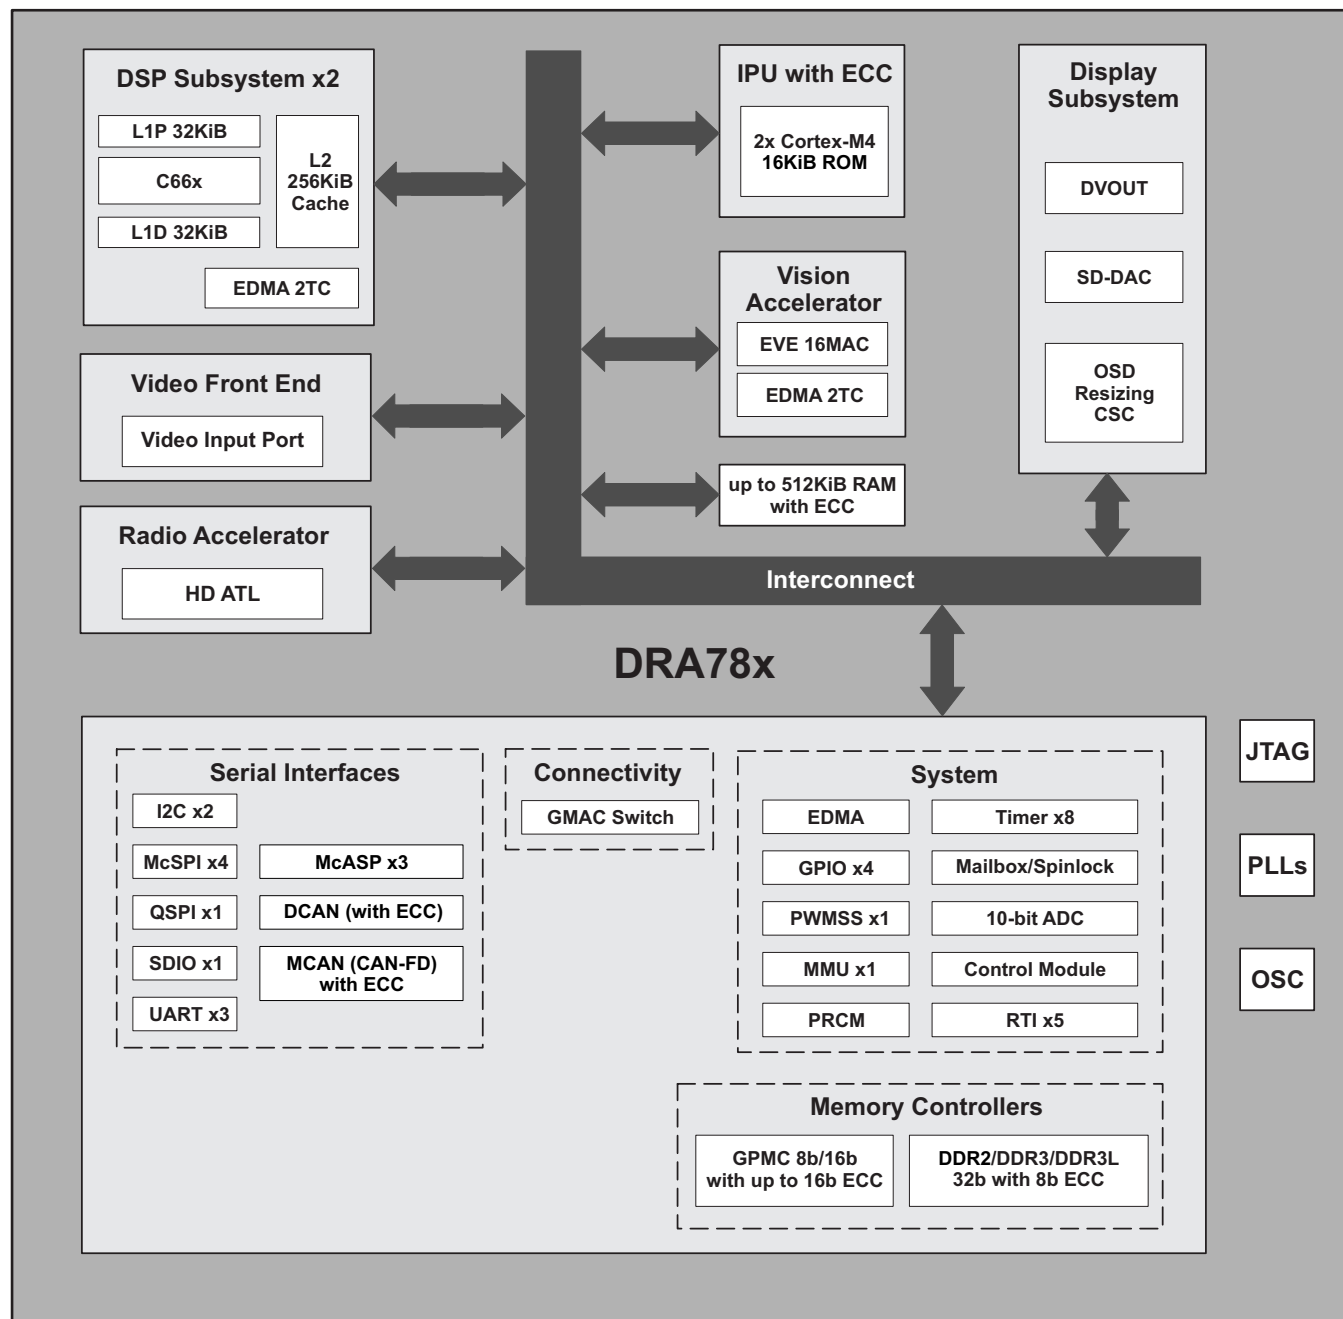 DSP Subsystem x2
L1P 32KiB
C66x
L1D 32KiB
L2
256KiB
Cache
EDMA 2TC
Video Front End
Video Input Port
Radio Accelerator
HD ATL
IPU with ECC
2x Cortex-M4
16KiB ROM
Vision
Accelerator
EVE 16MAC
EDMA 2TC
up to 512KiB RAM
with ECC
Display
Subsystem
DVOUT
SD-DAC
OSD
Resizing
CSC
Interconnect
DRA78x
Serial Interfaces
I2C x2
McSPI x4
QSPI x1
SDIO x1
UART x3
McASP x3
DCAN (with ECC)
MCAN (CAN-FD)
with ECC
Connectivity
GMAC Switch
System
EDMA
GPIO x4
PWMSS x1
MMU x1
PRCM
Timer x8
Mailbox/Spinlock
10-bit ADC
Control Module
RTI x5
Memory Controllers
GPMC 8b/16b
with up to 16b ECC
DDR2/DDR3/DDR3L
32b with 8b ECC
JTAG
PLLs
OSC